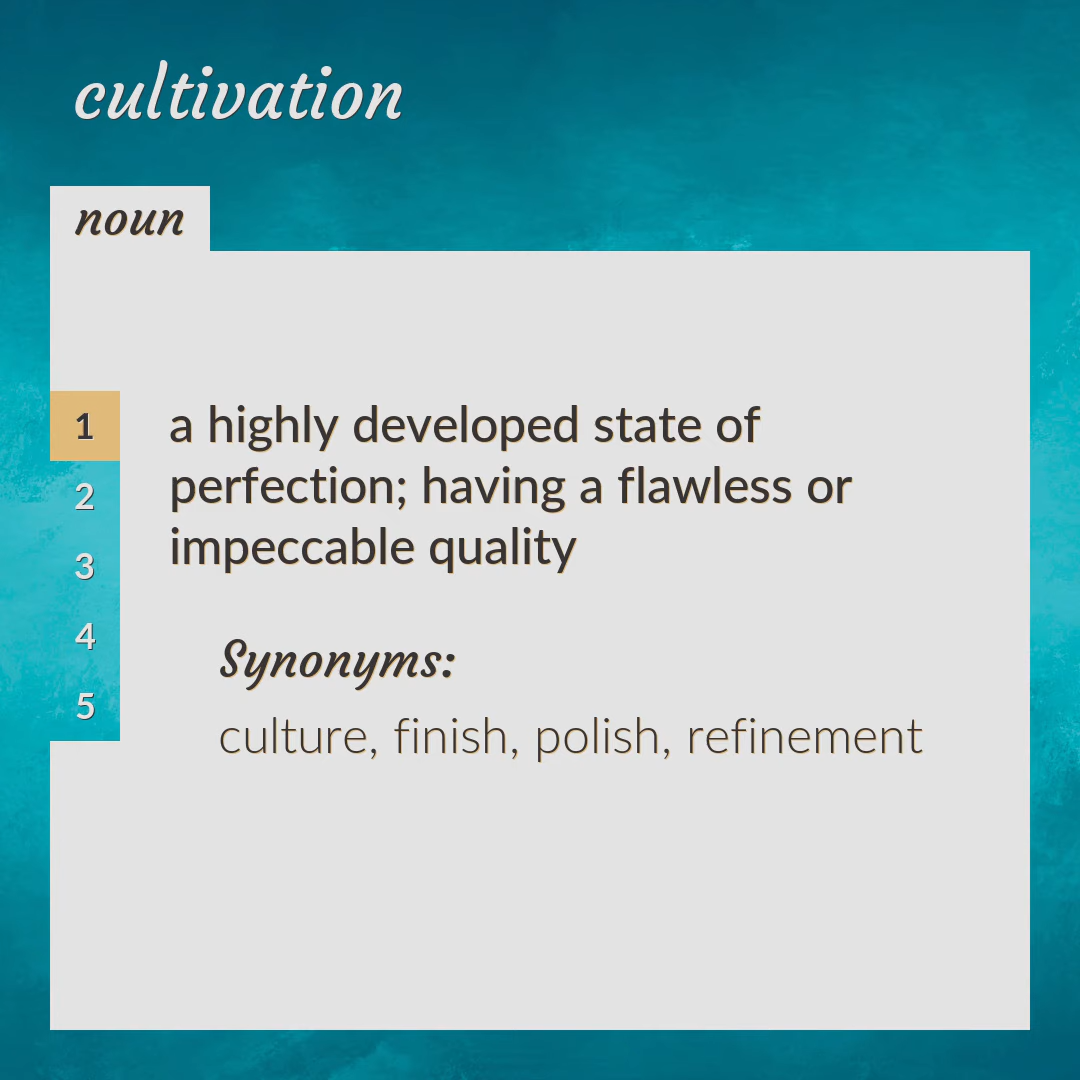 cultivation
noun
1
a highly developed state of
perfection; having a flawless or
impeccable quality
2
3
4
5
Synonyms:
culture, finish, polish, refinement